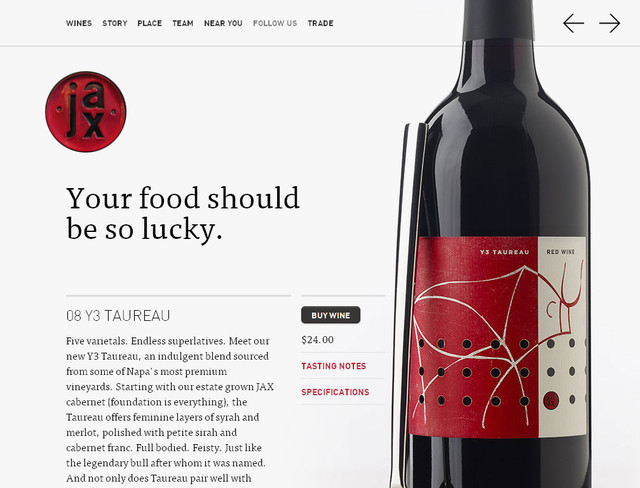 WINES STORY PLACE TEAM NEAR YOU FOLLOW US TRADE
jax
Your food should
be so lucky.
08 Y3 TAUREAU
Five varietals. Endless superlatives. Meet our
new Y3 Taureau, an indulgent blend sourced
from some of Napa`s most premium
vineyards. Starting with our estate grown JAX
cabernet (foundation is everything), the
Taureau offers feminine layers of syrah and
merlot, polished with petite sirah and
cabernet franc. Full bodied. Feisty. Just like
the legendary bull after whom it was named.
And not only does Taureau pair well with
BUY WINE
$24.00
TASTING NOTES
SPECIFICATIONS
Y3 TAUREAU RED WINE